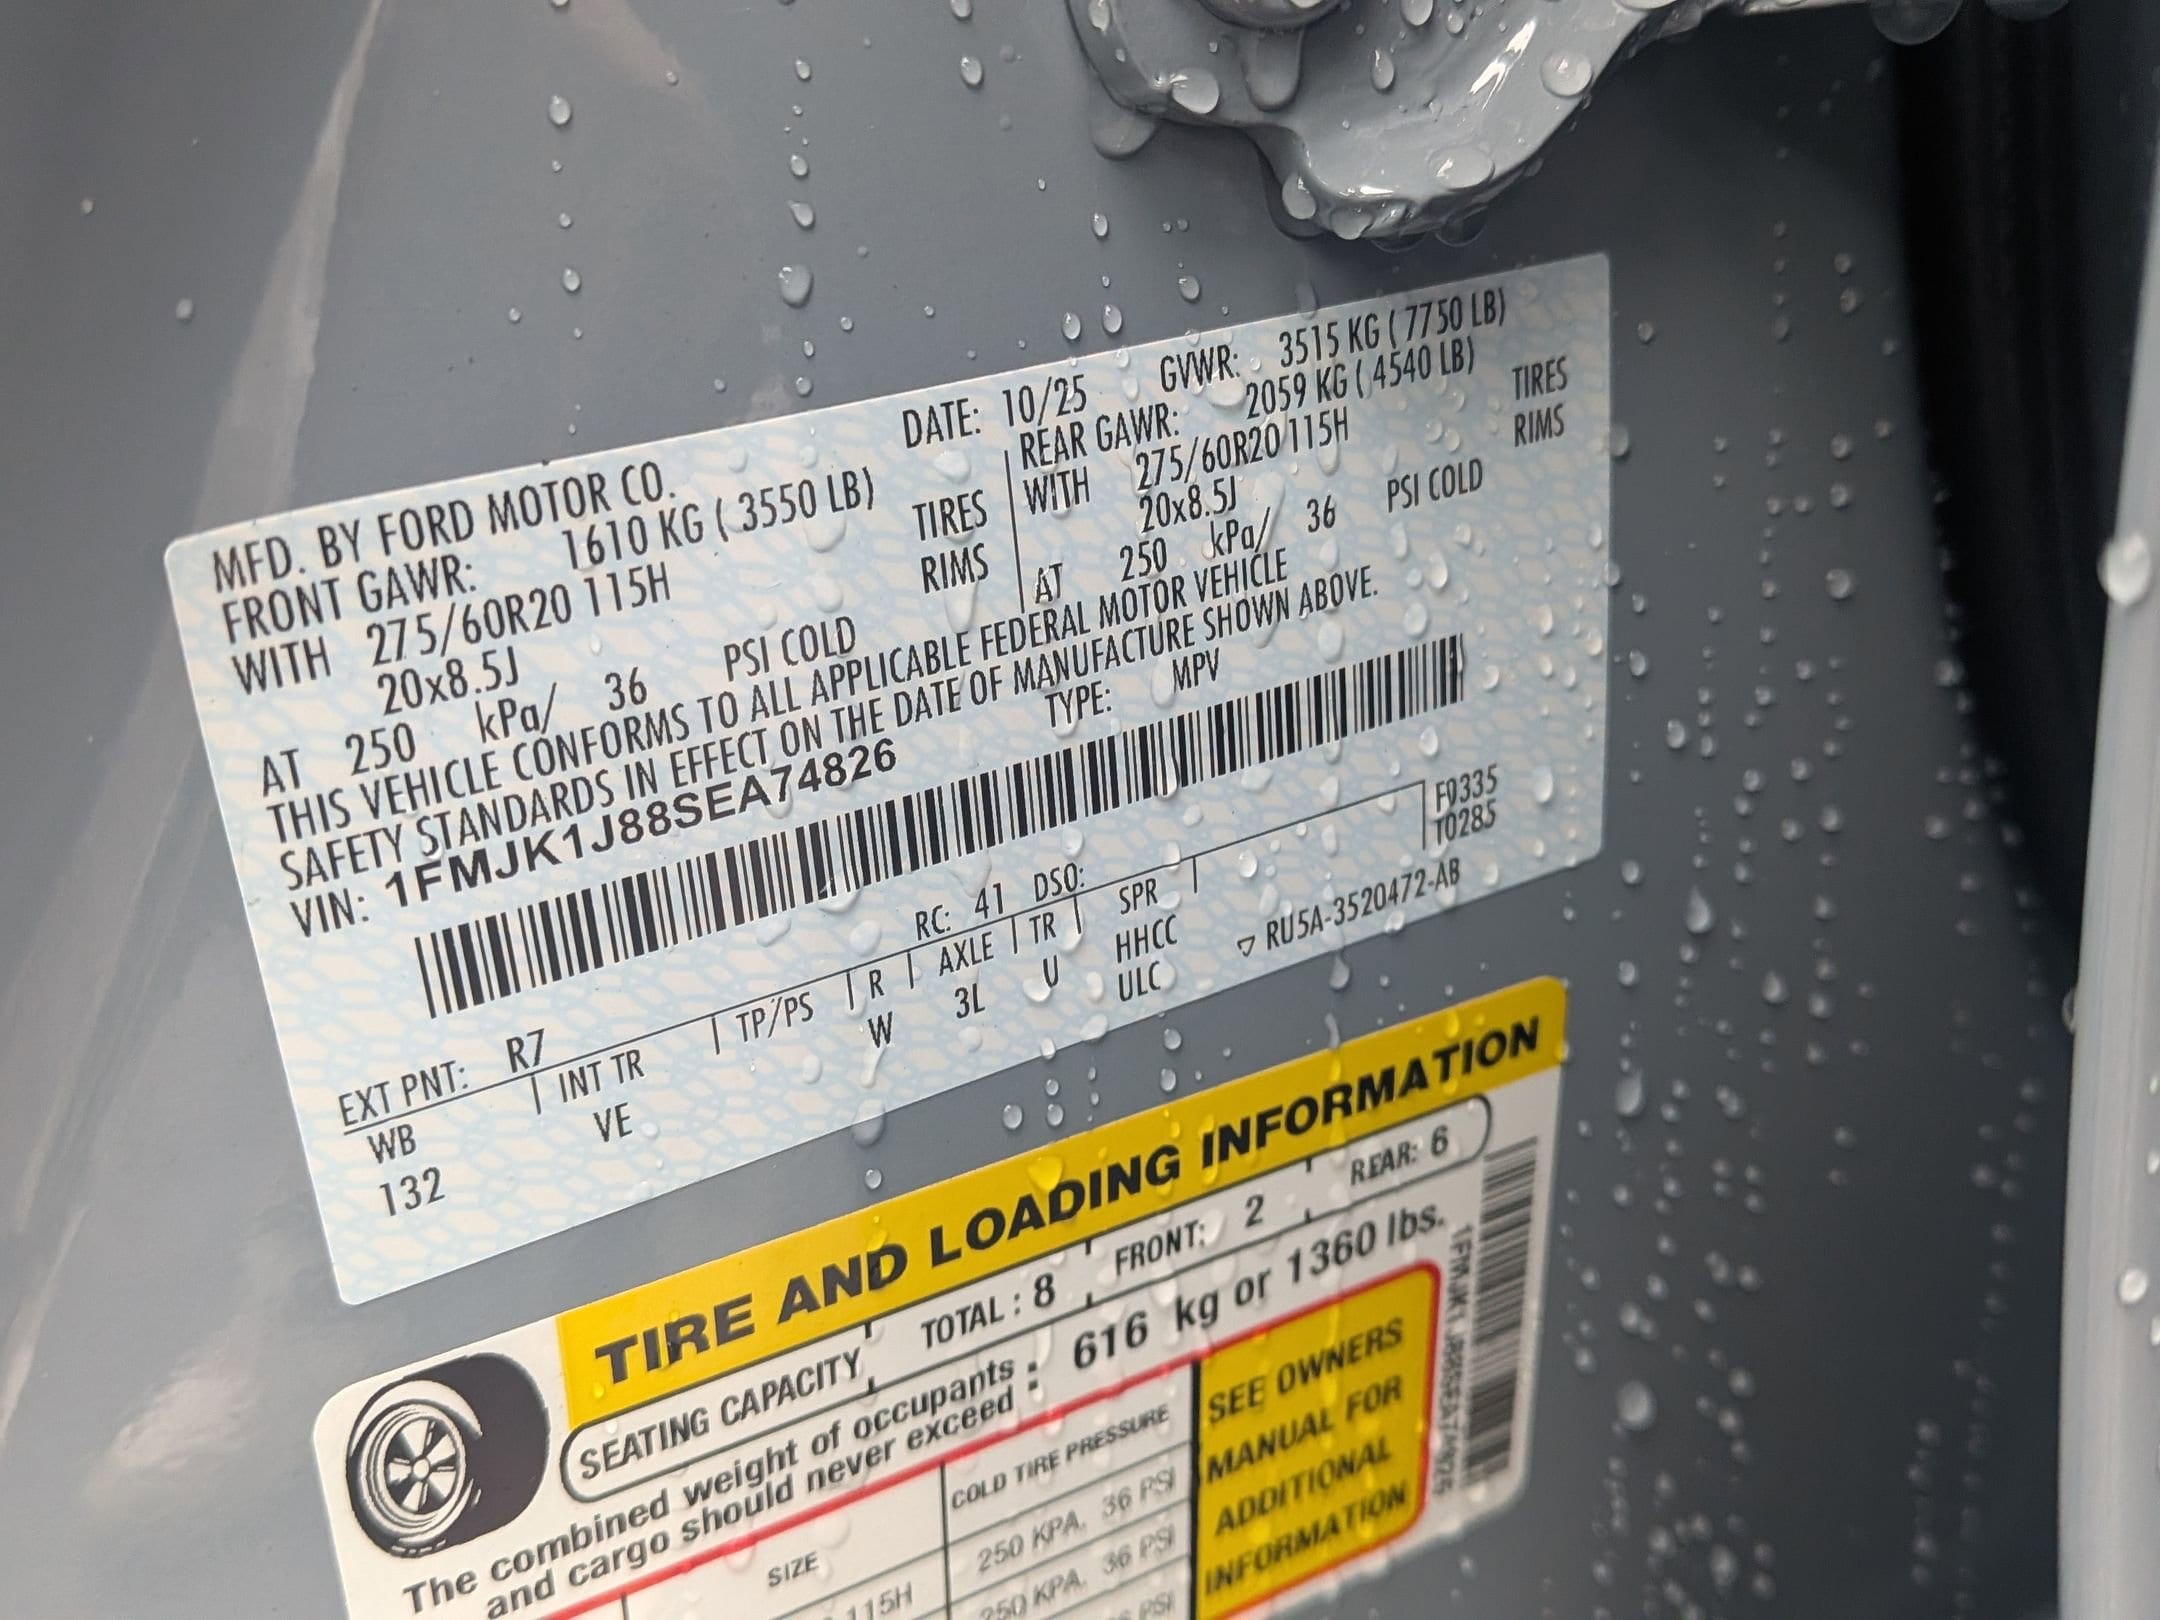 MFD. BY FORD MOTOR CO.
DATE: 10/25 GVWR: 3515 KG ( 7750 LB)
FRONT GAWR: 1610 KG ( 3550 LB)
WITH 275/60R20 115H TIRES
20x8.5J RIMS
AT 250 kPa/ 36 PSI COLD
REAR GAWR: 2059 KG ( 4540 LB)
WITH 275/60R20 115H TIRES
20x8.5J RIMS
AT 250 kPa/ 36 PSI COLD
THIS VEHICLE CONFORMS TO ALL APPLICABLE FEDERAL MOTOR VEHICLE
SAFETY STANDARDS IN EFFECT ON THE DATE OF MANUFACTURE SHOWN ABOVE.
VIN: 1FMJK1J88SEA74826 TYPE: MPV
F0335
T0285
EXT PNT: R7 RC: 41 DSO:
WB INT TR TP/PS R AXLE TR SPR
132 VE W 3L U HHCC
ULC
RU5A-3520472-AB
TIRE AND LOADING INFORMATION
SEATING CAPACITY TOTAL : 8 FRONT: 2 REAR: 6
The combined weight of occupants
and cargo should never exceed : 616 kg or 1360 lbs.
SIZE COLD TIRE PRESSURE
115H 250 KPA, 36 PSI
250 KPA, 36 PSI
PSI
SEE OWNERS
MANUAL FOR
ADDITIONAL
INFORMATION
1FMJK1J88SEA74826